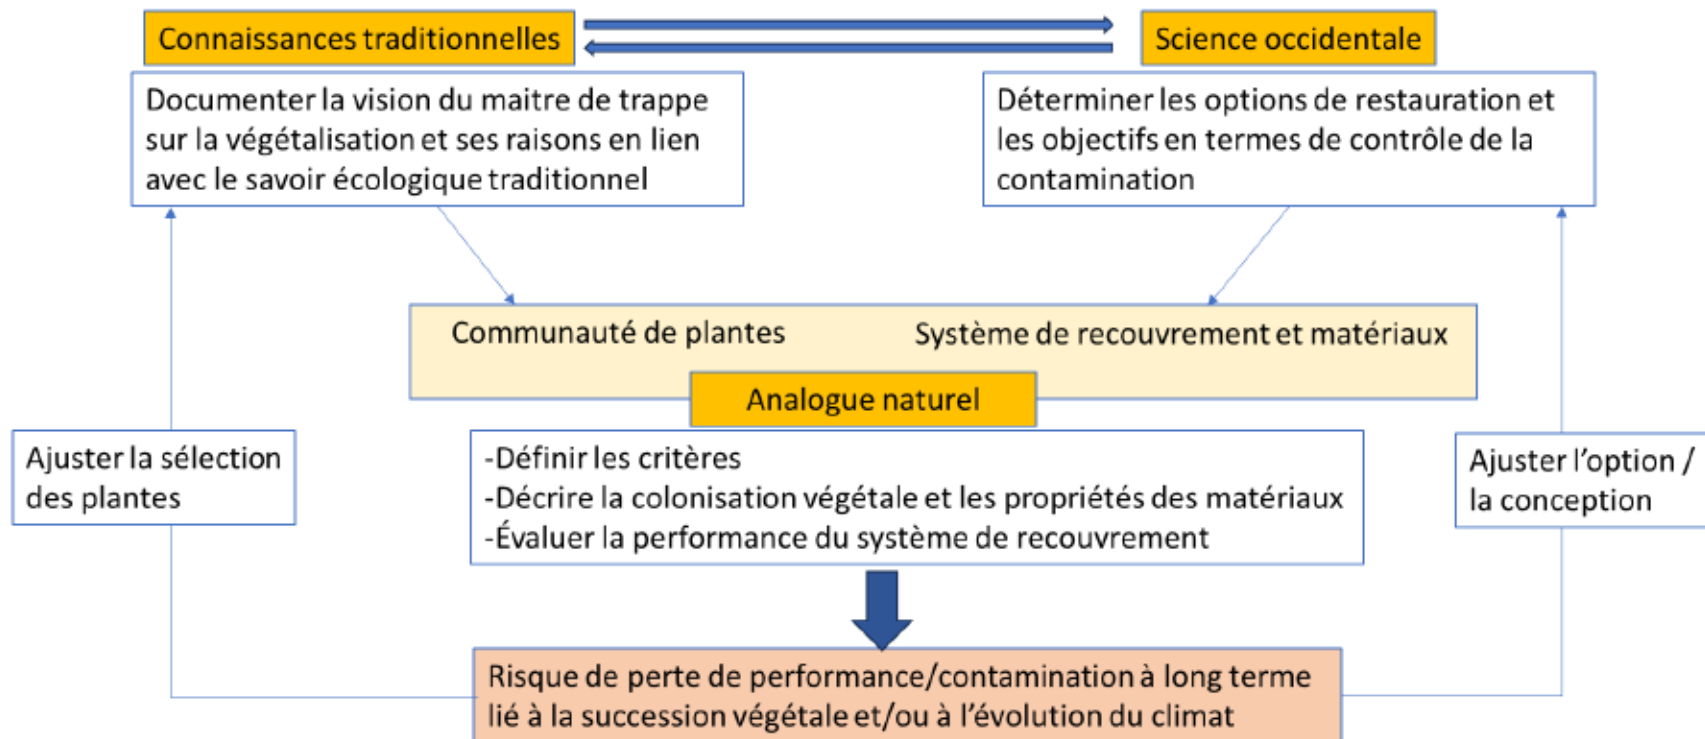 Connaissances traditionnelles
Science occidentale
Documenter la vision du maitre de trappe
sur la végétalisation et ses raisons en lien
avec le savoir écologique traditionnel
Déterminer les options de restauration et
les objectifs en termes de contrôle de la
contamination
Communauté de plantes
Système de recouvrement et matériaux
Analogue naturel
Ajuster la sélection
des plantes
-Définir les critères
-Décrire la colonisation végétale et les propriétés des matériaux
-Évaluer la performance du système de recouvrement
Ajuster l’option /
la conception
Risque de perte de performance/contamination à long terme
lié à la succession végétale et/ou à l’évolution du climat